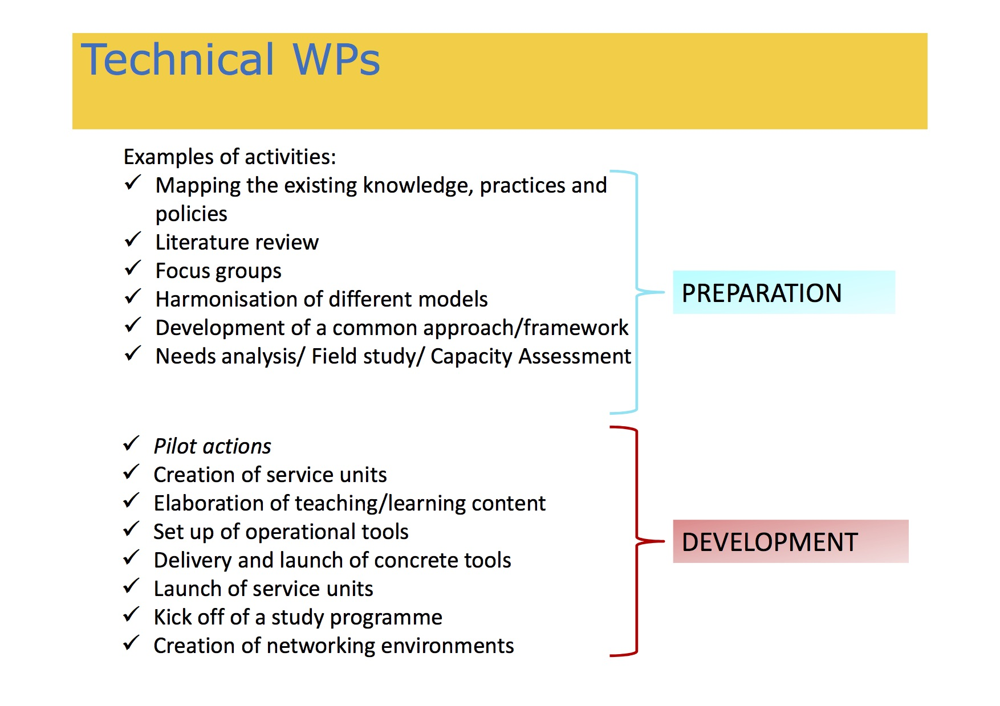 Technical WPs
Examples of activities:
✓ Mapping the existing knowledge, practices and
policies
✓ Literature review
✓ Focus groups
✓ Harmonisation of different models
✓ Development of a common approach/framework
✓ Needs analysis/ Field study/ Capacity Assessment
PREPARATION
✓ Pilot actions
✓ Creation of service units
✓ Elaboration of teaching/learning content
✓ Set up of operational tools
✓ Delivery and launch of concrete tools
✓ Launch of service units
✓ Kick off of a study programme
✓ Creation of networking environments
DEVELOPMENT